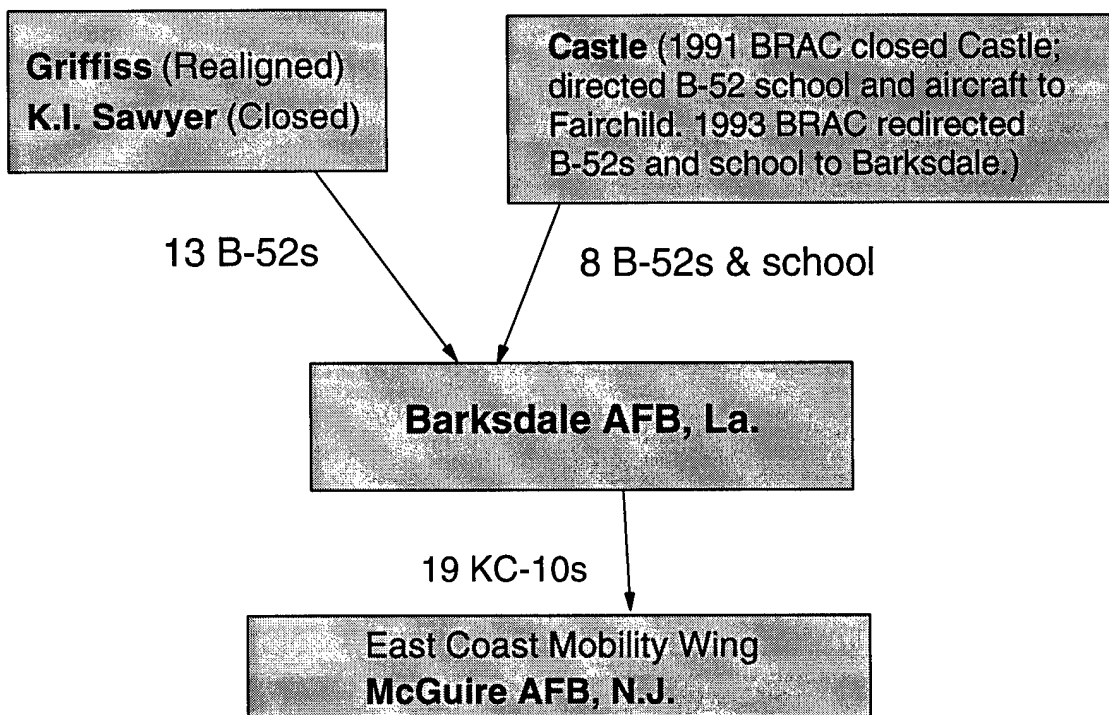 Griffiss (Realigned)
K.I. Sawyer (Closed)
Castle (1991 BRAC closed Castle;
directed B-52 school and aircraft to
Fairchild. 1993 BRAC redirected
B-52s and school to Barksdale.)
13 B-52s
8 B-52s & school
Barksdale AFB, La.
19 KC-10s
East Coast Mobility Wing
McGuire AFB, N.J.